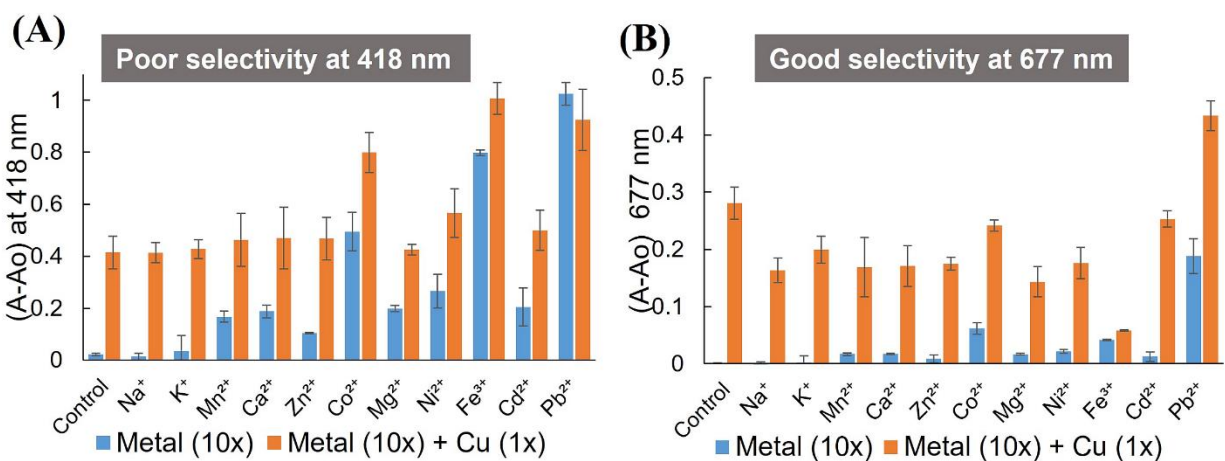 (A)
Poor selectivity at 418 nm
(A-Ao) at 418 nm
1
0.8
0.6
0.4
0.2
0
Control Na⁺ K⁺ Mn²⁺ Ca²⁺ Zn²⁺ Co²⁺ Mg²⁺ Ni²⁺ Fe³⁺ Cd²⁺ Pb²⁺
Metal (10x) Metal (10x) + Cu (1x)
(B)
Good selectivity at 677 nm
(A-Ao) 677 nm
0.5
0.4
0.3
0.2
0.1
0
Control Na⁺ K⁺ Mn²⁺ Ca²⁺ Zn²⁺ Co²⁺ Mg²⁺ Ni²⁺ Fe³⁺ Cd²⁺ Pb²⁺
Metal (10x) Metal (10x) + Cu (1x)